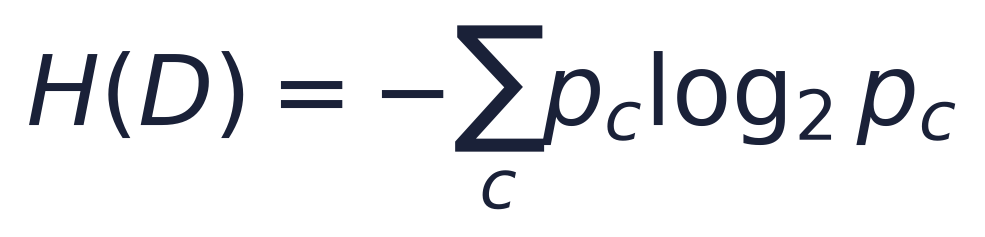 H(D) = −∑_c p_c log₂ p_c